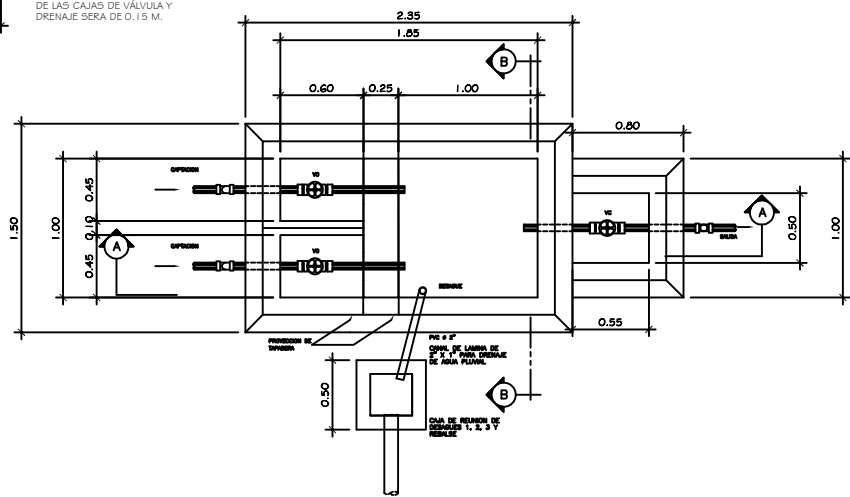 DE LAS CAJAS DE VÁLVULA Y
DRENAJE SERA DE 0.15 M.
2.35
1.85
B
0.60
0.25
1.00
0.80
CAPTACION
VC
0.45
1.50
1.00
0.10
A
CAPTACION
VC
0.45
VC
A
SALIDA
0.50
1.00
DESAGUE
0.55
PROYECCION DE
TAPADERA
PVC ø 2"
CANAL DE LAMINA DE
2" X 1" PARA DRENAJE
DE AGUA PLUVIAL
0.50
B
CAJA DE REUNION DE
DESAGUES 1, 2, 3 Y
REBALSE